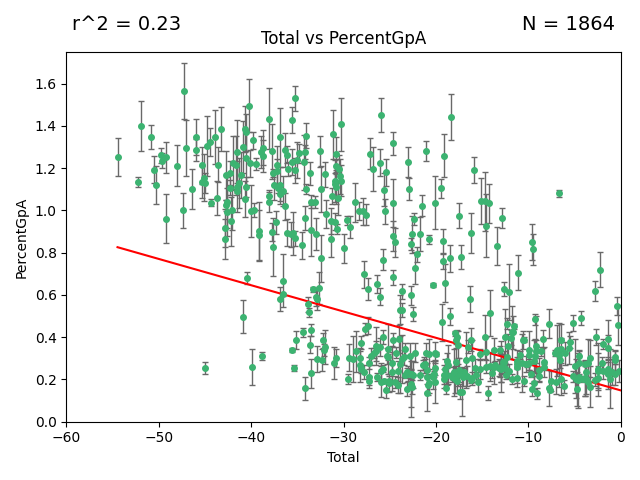 r^2 = 0.23
N = 1864
Total vs PercentGpA
PercentGpA
1.6
1.4
1.2
1.0
0.8
0.6
0.4
0.2
0.0
−60 −50 −40 −30 −20 −10 0
Total